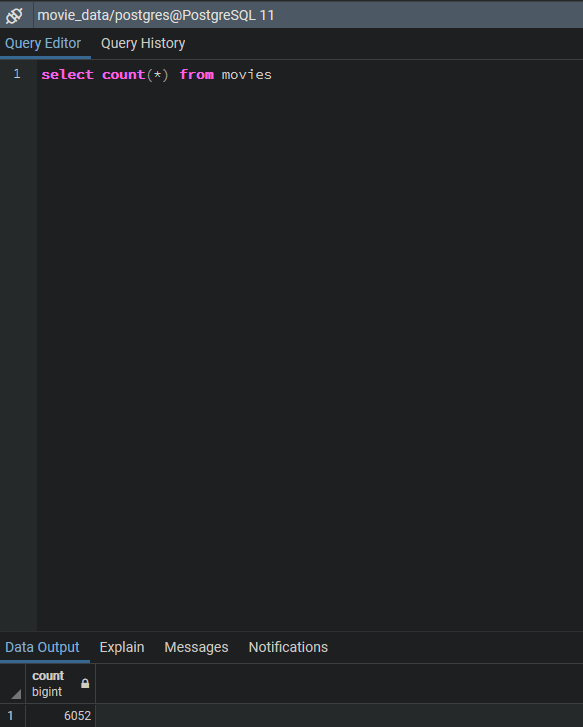 movie_data/postgres@PostgreSQL 11
Query Editor Query History
1 select count(*) from movies
Data Output Explain Messages Notifications
count
bigint
1 6052